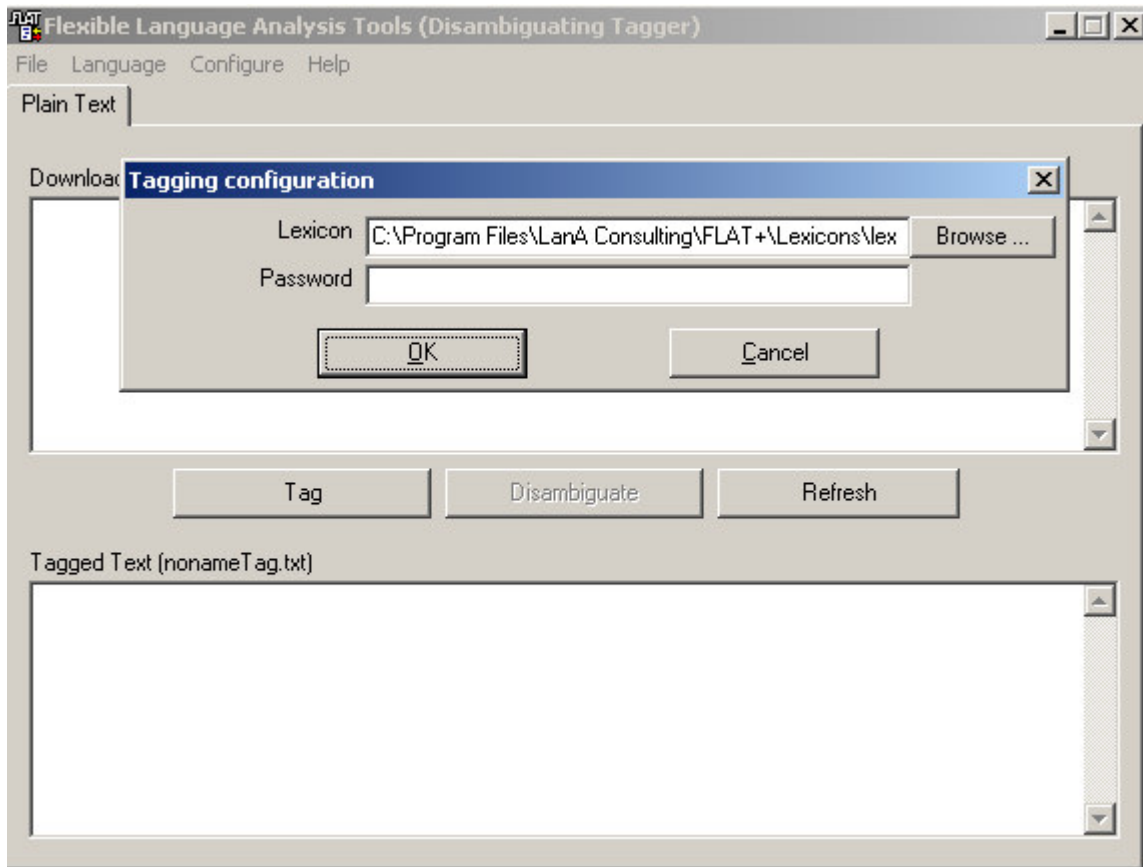 Flexible Language Analysis Tools (Disambiguating Tagger)
File Language Configure Help
Plain Text
Tagging configuration
Lexicon C:\Program Files\LanA Consulting\FLAT+\Lexicons\lex Browse ...
Password
OK Cancel
Tag Disambiguate Refresh
Tagged Text (nonameTag.txt)